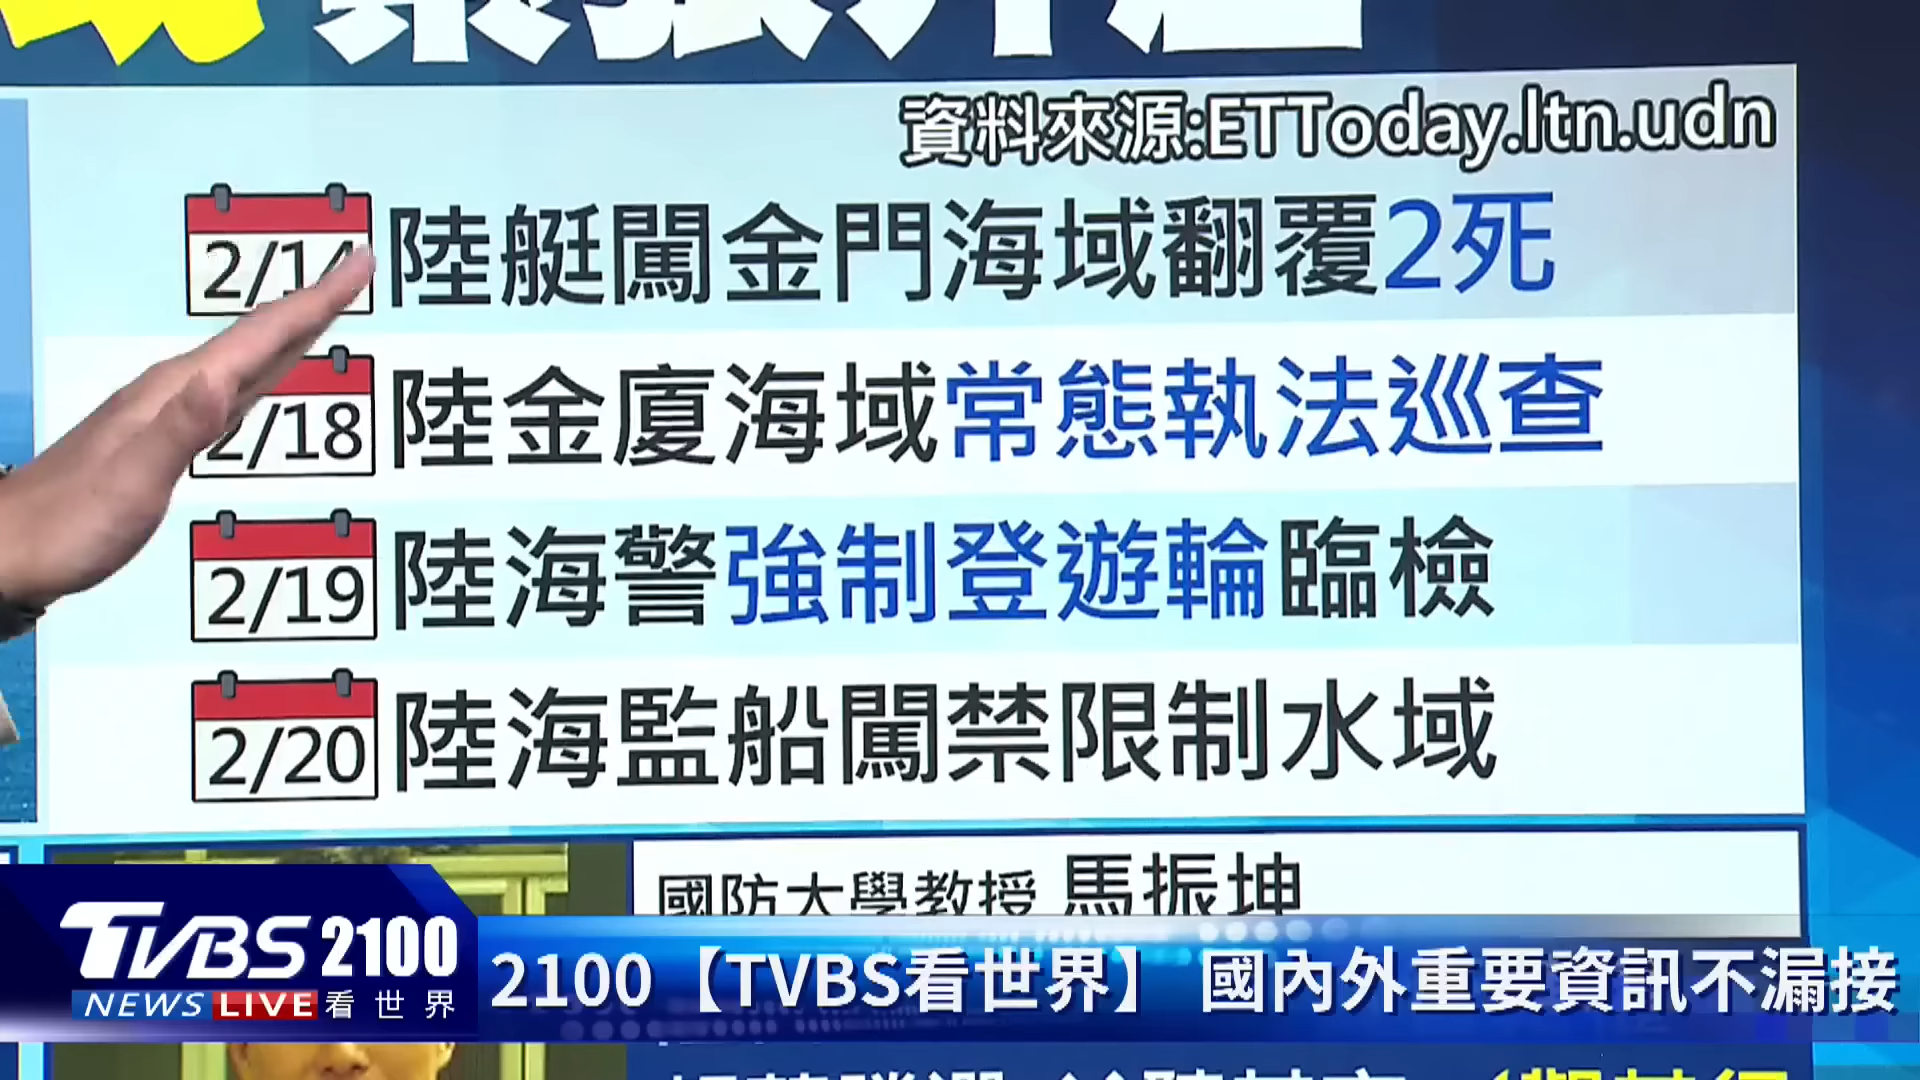 資料來源:ETToday.ltn.udn
2/14 陸艇闖金門海域翻覆2死
2/18 陸金廈海域常態執法巡查
2/19 陸海警強制登遊輪臨檢
2/20 陸海監船闖禁限制水域
國防大學教授 馬振坤
TVBS 2100
NEWS LIVE 看世界
2100【TVBS看世界】 國內外重要資訊不漏接